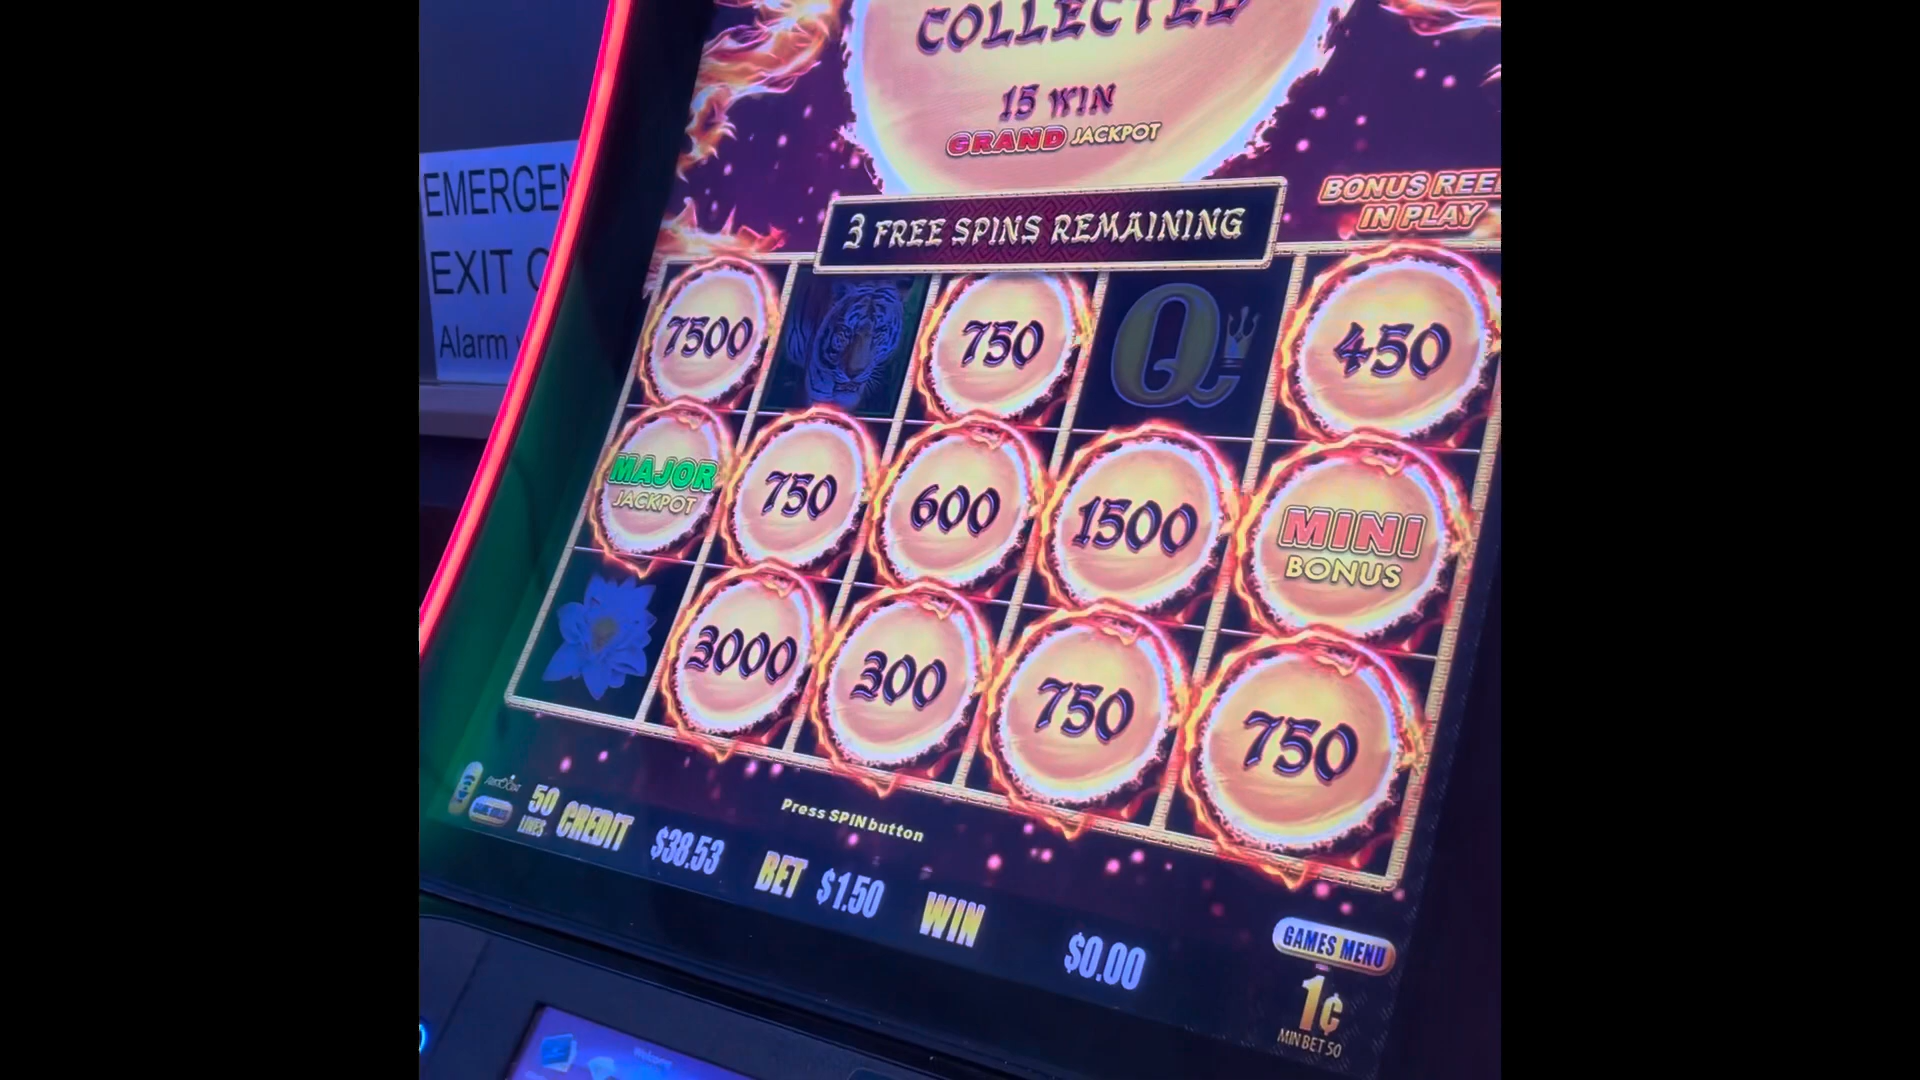 COLLECTED
15 WIN
GRAND JACKPOT
EMERGEN
EXIT
Alarm
3 FREE SPINS REMAINING
BONUS REE
IN PLAY
7500
750
Q
450
MAJOR
JACKPOT
750
600
1500
MINI
BONUS
3000
300
750
750
Press SPIN button
50
LINES
CREDIT $38.53 BET $1.50 WIN $0.00
GAMES MENU
1¢
MIN BET 50
Welcome